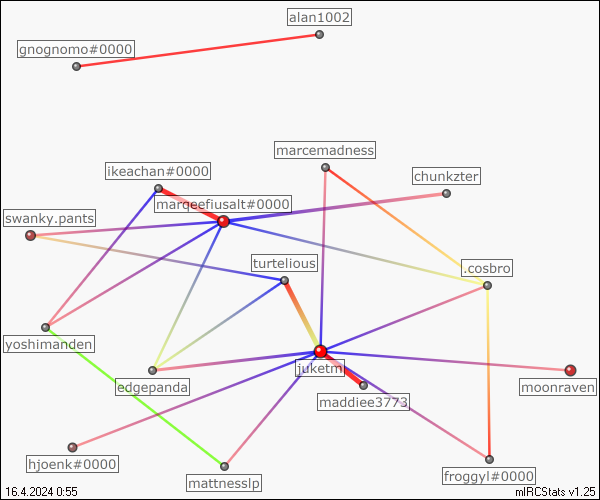 alan1002
gnognomo#0000
marcemadness
ikeachan#0000
chunkzter
marqeefiusalt#0000
swanky.pants
turtelious
.cosbro
yoshimanden
juketm
edgepanda
moonraven
maddiee3773
hjoenk#0000
froggyl#0000
mattnesslp
16.4.2024 0:55
mIRCStats v1.25